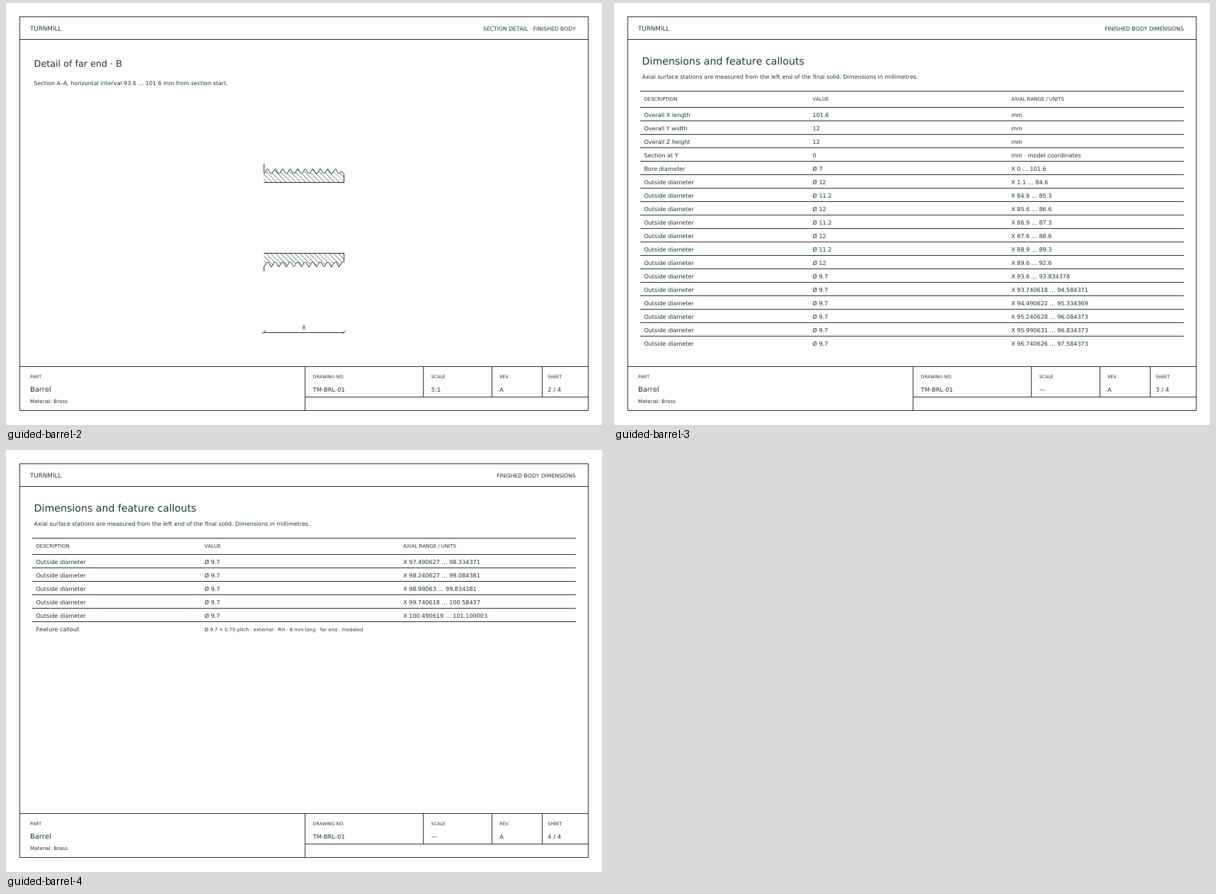 TURNMILL
SECTION DETAIL · FINISHED BODY
Detail of far end · B
Section A–A, horizontal interval 93.6 ... 101.6 mm from section start.
8
PART
Barrel
Material: Brass
DRAWING NO.
TM-BRL-01
SCALE
5:1
REV.
A
SHEET
2 / 4
guided-barrel-2
TURNMILL
FINISHED BODY DIMENSIONS
Dimensions and feature callouts
Axial surface stations are measured from the left end of the final solid. Dimensions in millimetres.
DESCRIPTION VALUE AXIAL RANGE / UNITS
Overall X length 101.6 mm
Overall Y width 12 mm
Overall Z height 12 mm
Section at Y 0 mm · model coordinates
Bore diameter Ø 7 X 0 ... 101.6
Outside diameter Ø 12 X 1.1 ... 84.6
Outside diameter Ø 11.2 X 84.9 ... 85.3
Outside diameter Ø 12 X 85.6 ... 86.6
Outside diameter Ø 11.2 X 86.9 ... 87.3
Outside diameter Ø 12 X 87.6 ... 88.6
Outside diameter Ø 11.2 X 88.9 ... 89.3
Outside diameter Ø 12 X 89.6 ... 92.6
Outside diameter Ø 9.7 X 93.6 ... 93.834378
Outside diameter Ø 9.7 X 93.740618 ... 94.584371
Outside diameter Ø 9.7 X 94.490622 ... 95.334369
Outside diameter Ø 9.7 X 95.240628 ... 96.084373
Outside diameter Ø 9.7 X 95.990631 ... 96.834373
Outside diameter Ø 9.7 X 96.740626 ... 97.584373
PART
Barrel
Material: Brass
DRAWING NO.
TM-BRL-01
SCALE
—
REV.
A
SHEET
3 / 4
guided-barrel-3
TURNMILL
FINISHED BODY DIMENSIONS
Dimensions and feature callouts
Axial surface stations are measured from the left end of the final solid. Dimensions in millimetres.
DESCRIPTION VALUE AXIAL RANGE / UNITS
Outside diameter Ø 9.7 X 97.490627 ... 98.334371
Outside diameter Ø 9.7 X 98.240627 ... 99.084381
Outside diameter Ø 9.7 X 98.99063 ... 99.834381
Outside diameter Ø 9.7 X 99.740618 ... 100.58437
Outside diameter Ø 9.7 X 100.490619 ... 101.100003
Feature callout Ø 9.7 × 0.75 pitch · external · RH · 8 mm long · far end · modeled
PART
Barrel
Material: Brass
DRAWING NO.
TM-BRL-01
SCALE
—
REV.
A
SHEET
4 / 4
guided-barrel-4